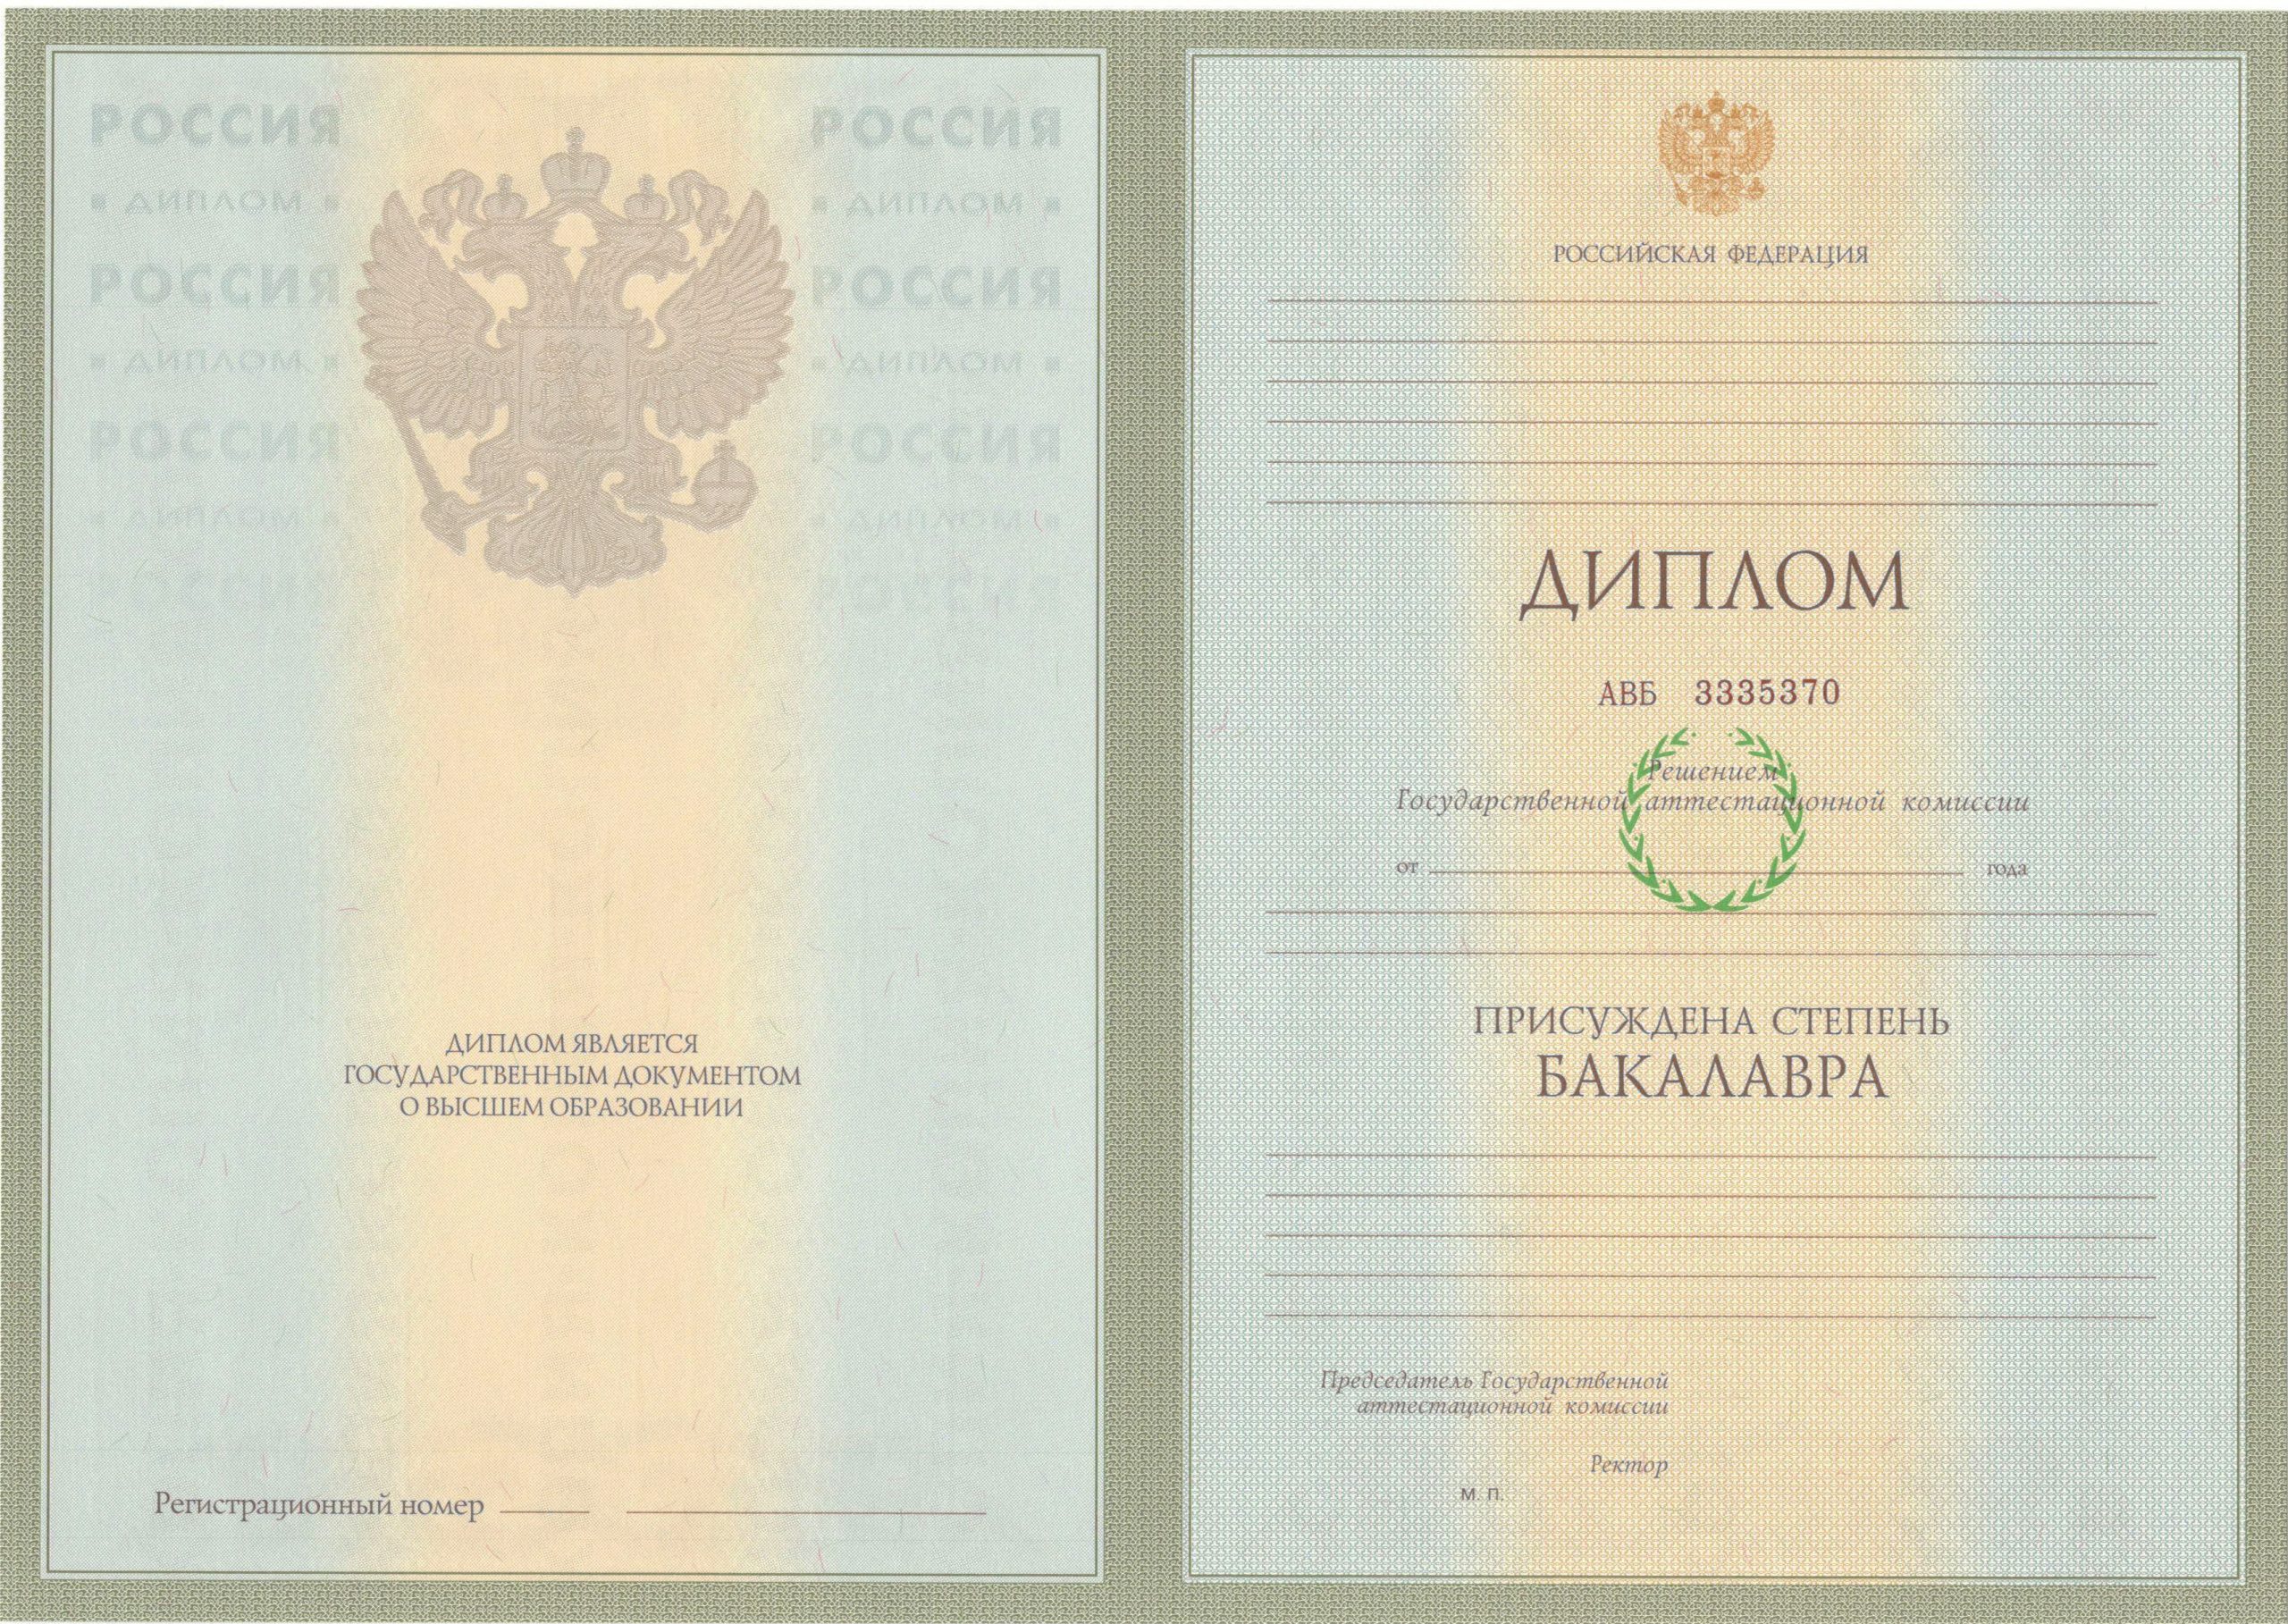 РОССИЯ РОССИЯ
ДИПЛОМ ДИПЛОМ
РОССИЯ РОССИЯ
ДИПЛОМ ДИПЛОМ
РОССИЯ РОССИЯ
ДИПЛОМ ДИПЛОМ
РОССИЯ РОССИЯ
ДИПЛОМ ЯВЛЯЕТСЯ
ГОСУДАРСТВЕННЫМ ДОКУМЕНТОМ
О ВЫСШЕМ ОБРАЗОВАНИИ
Регистрационный номер
РОССИЙСКАЯ ФЕДЕРАЦИЯ
ДИПЛОМ
АВБ 3335370
Решением
Государственной аттестационной комиссии
от года
ПРИСУЖДЕНА СТЕПЕНЬ
БАКАЛАВРА
Председатель Государственной
аттестационной комиссии
Ректор
М. П.